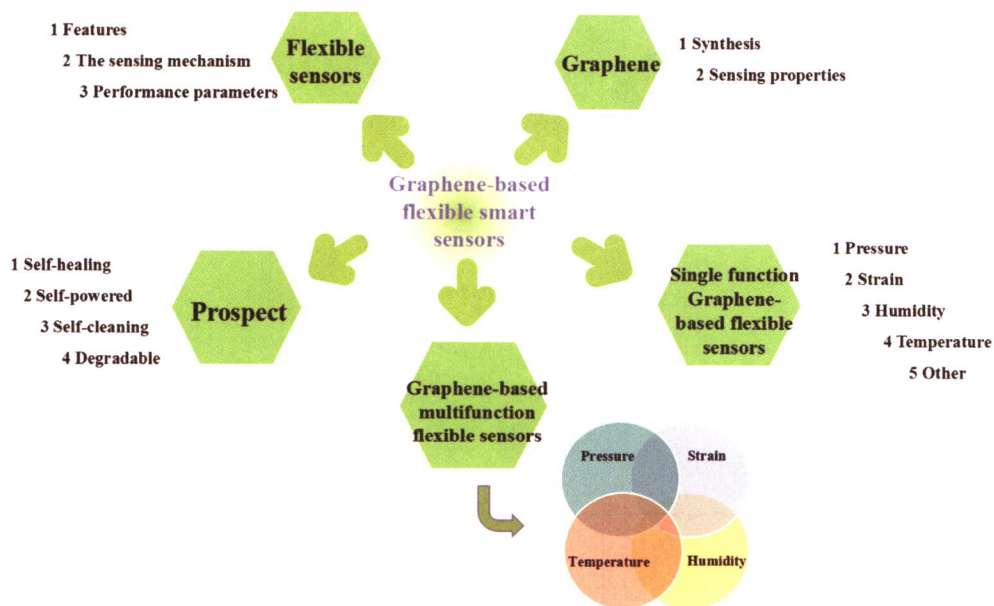 Flexible
sensors
1 Features
2 The sensing mechanism
3 Performance parameters
Graphene
1 Synthesis
2 Sensing properties
Graphene-based
flexible smart
sensors
1 Self-healing
2 Self-powered
3 Self-cleaning
4 Degradable
Prospect
Single function
Graphene-
based flexible
sensors
1 Pressure
2 Strain
3 Humidity
4 Temperature
5 Other
Graphene-based
multifunction
flexible sensors
Pressure
Strain
Temperature
Humidity